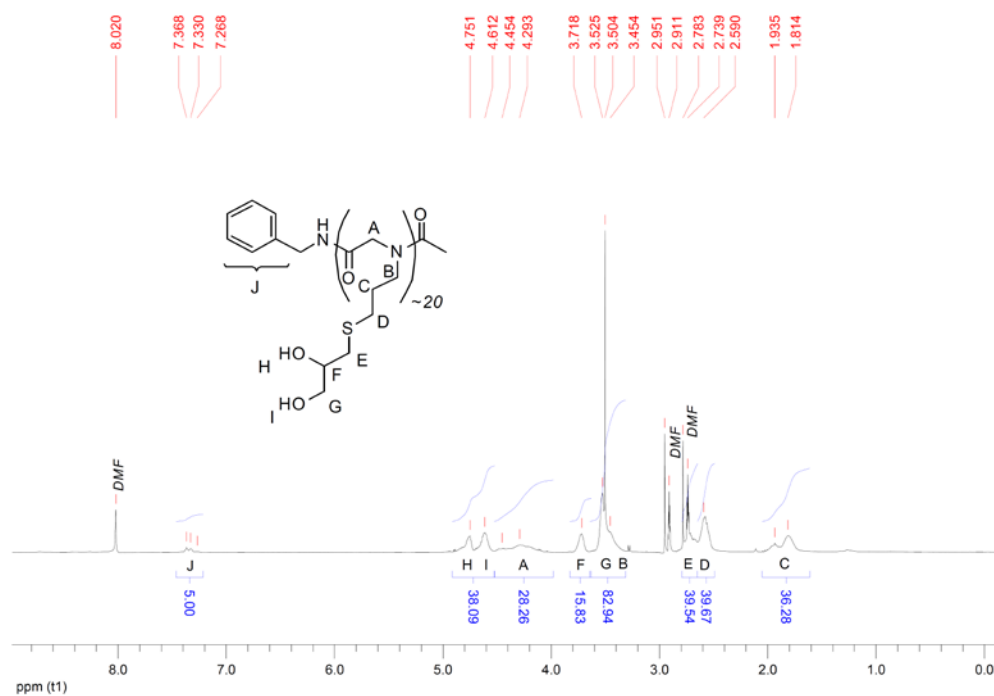 8.020 7.368 7.330 7.268 4.751 4.612 4.454 4.293 3.718 3.525 3.504 3.454 2.951 2.911 2.783 2.739 2.590 1.935 1.814
A
O
H
N
N
O
B
J
C
~20
S
D
HO
E
H
F
HO
G
I
DMF
DMF
DMF
J H I A F G B E D C
5.00 38.09 28.26 15.83 82.94 39.54 39.67 36.28
8.0 7.0 6.0 5.0 4.0 3.0 2.0 1.0 0.0
ppm (t1)